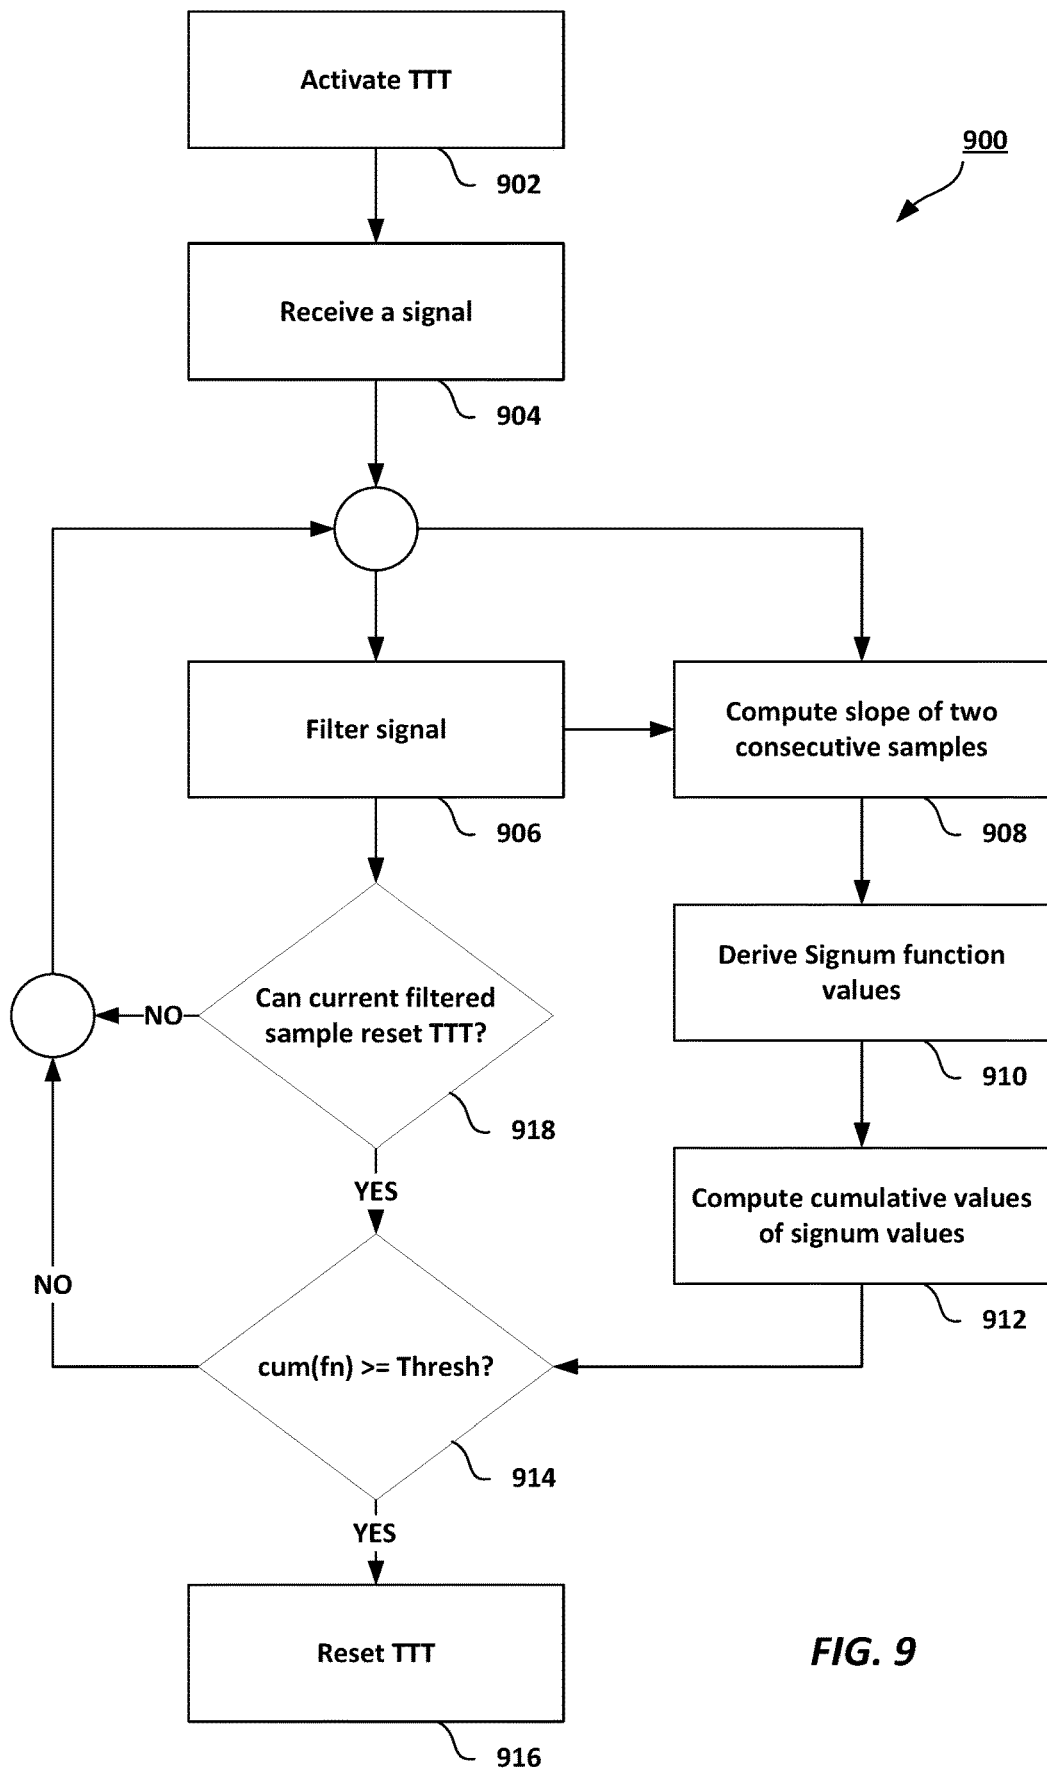 Activate TTT
902
900
Receive a signal
904
Filter signal
906
Compute slope of two
consecutive samples
908
Derive Signum function
values
910
Can current filtered
sample reset TTT?
NO
918
YES
Compute cumulative values
of signum values
912
NO
cum(fn) >= Thresh?
914
YES
Reset TTT
916
FIG. 9